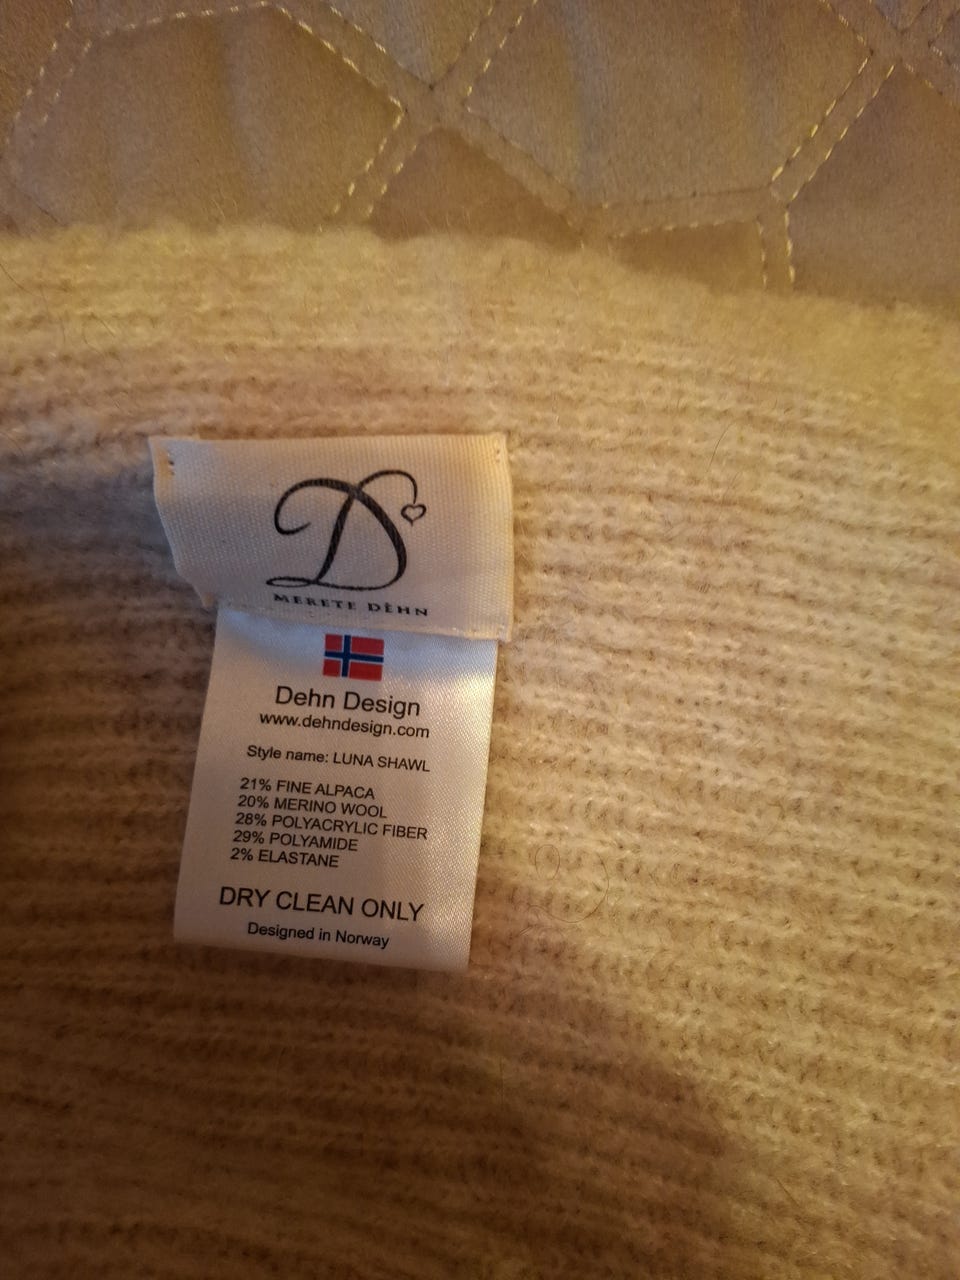 D
MERETE DÈHN
Dehn Design
www.dehndesign.com
Style name: LUNA SHAWL
21% FINE ALPACA
20% MERINO WOOL
28% POLYACRYLIC FIBER
29% POLYAMIDE
2% ELASTANE
DRY CLEAN ONLY
Designed in Norway